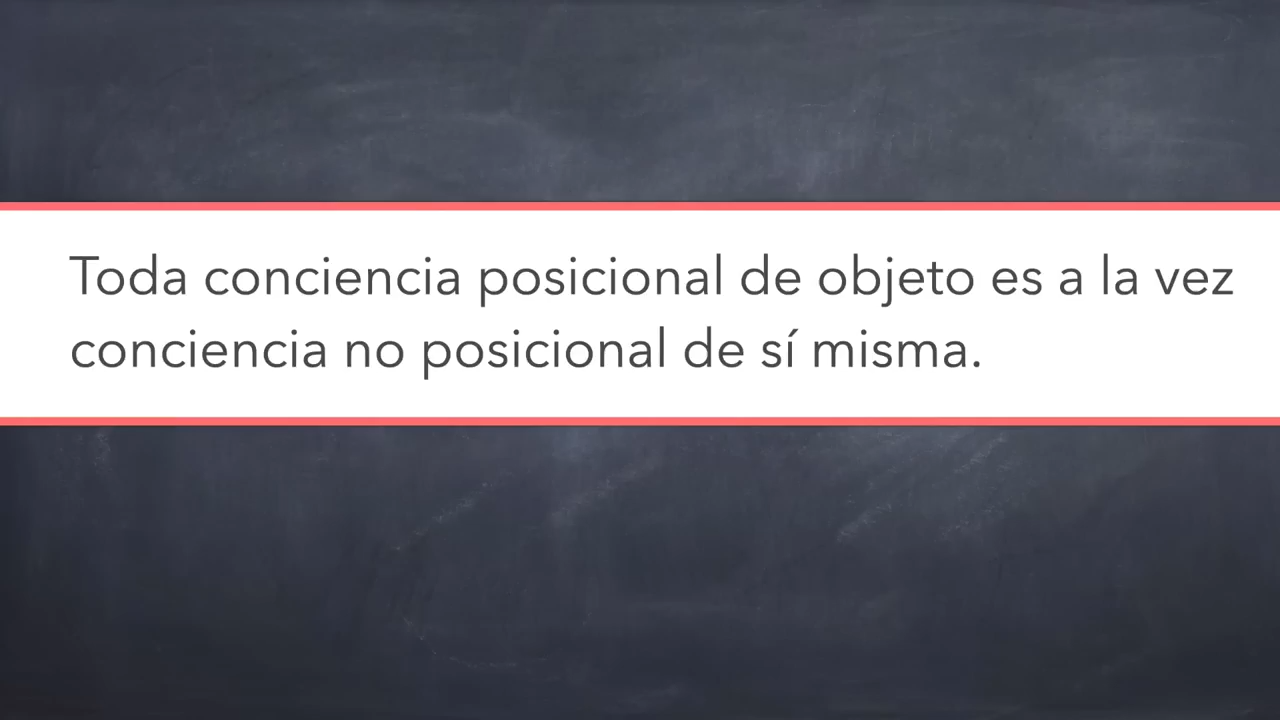 Toda conciencia posicional de objeto es a la vez
conciencia no posicional de sí misma.